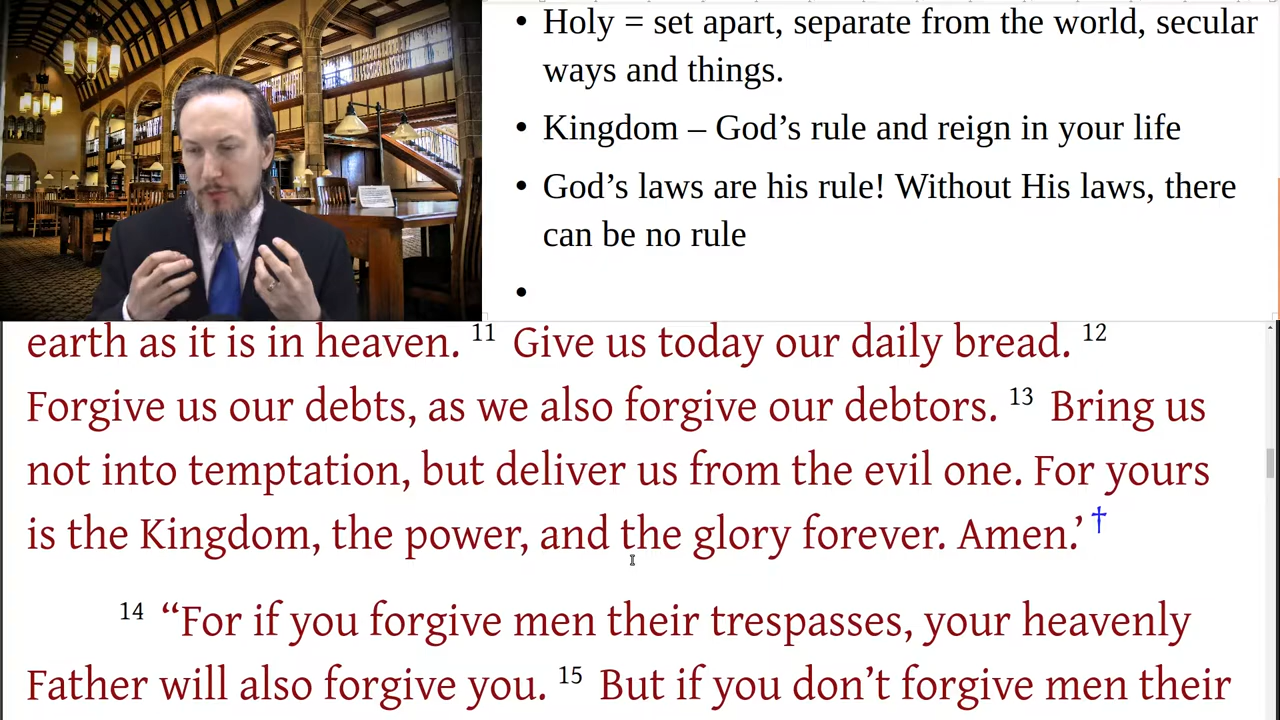 • Holy = set apart, separate from the world, secular
ways and things.
• Kingdom – God’s rule and reign in your life
• God’s laws are his rule! Without His laws, there
can be no rule
•
earth as it is in heaven. 11 Give us today our daily bread. 12
Forgive us our debts, as we also forgive our debtors. 13 Bring us
not into temptation, but deliver us from the evil one. For yours
is the Kingdom, the power, and the glory forever. Amen.’†
14 “For if you forgive men their trespasses, your heavenly
Father will also forgive you. 15 But if you don’t forgive men their